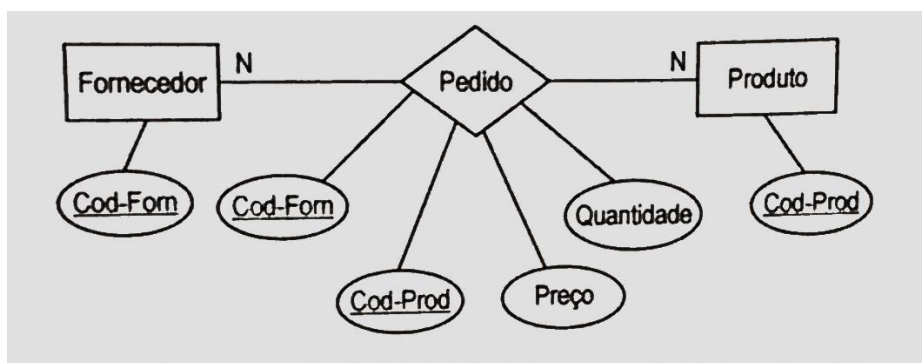 Fornecedor
N
Pedido
N
Produto
Cod-Forn
Cod-Forn
Quantidade
Cod-Prod
Cod-Prod
Preço